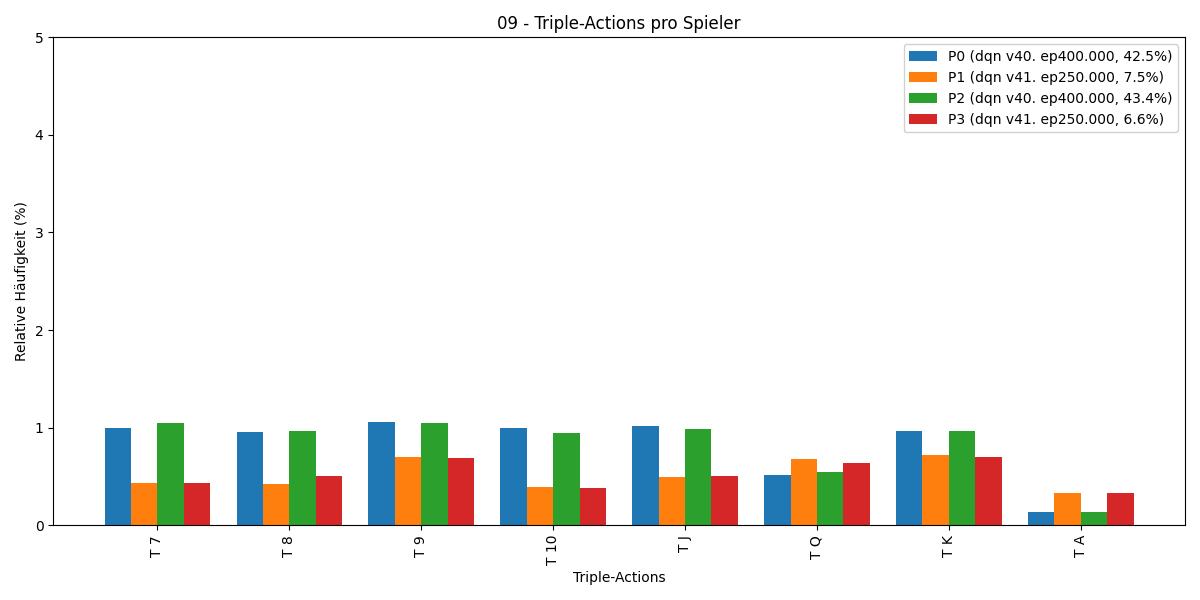 09 - Triple-Actions pro Spieler
P0 (dqn v40. ep400.000, 42.5%)
P1 (dqn v41. ep250.000, 7.5%)
P2 (dqn v40. ep400.000, 43.4%)
P3 (dqn v41. ep250.000, 6.6%)
Relative Häufigkeit (%)
5
4
3
2
1
0
T 7
T 8
T 9
T 10
T J
T Q
T K
T A
Triple-Actions